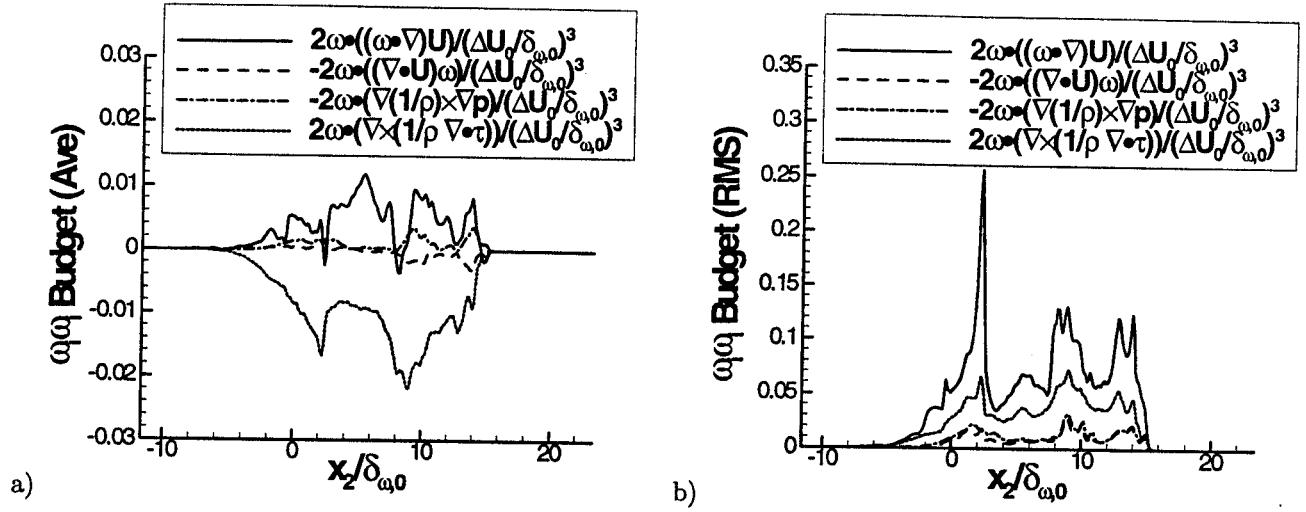 2ω•((ω•∇)U)/(ΔU₀/δω,0)³
-2ω•((∇•U)ω)/(ΔU₀/δω,0)³
-2ω•(∇(1/ρ)×∇p)/(ΔU₀/δω,0)³
2ω•(∇×(1/ρ ∇•τ))/(ΔU₀/δω,0)³
0.03
0.02
0.01
0
-0.01
-0.02
-0.03
ωᵢωᵢ Budget (Ave)
-10
0
10
20
x₂/δω,0
a)
2ω•((ω•∇)U)/(ΔU₀/δω,0)³
-2ω•((∇•U)ω)/(ΔU₀/δω,0)³
-2ω•(∇(1/ρ)×∇p)/(ΔU₀/δω,0)³
2ω•(∇×(1/ρ ∇•τ))/(ΔU₀/δω,0)³
0.35
0.3
0.25
0.2
0.15
0.1
0.05
0
ωᵢωᵢ Budget (RMS)
-10
0
10
20
x₂/δω,0
b)